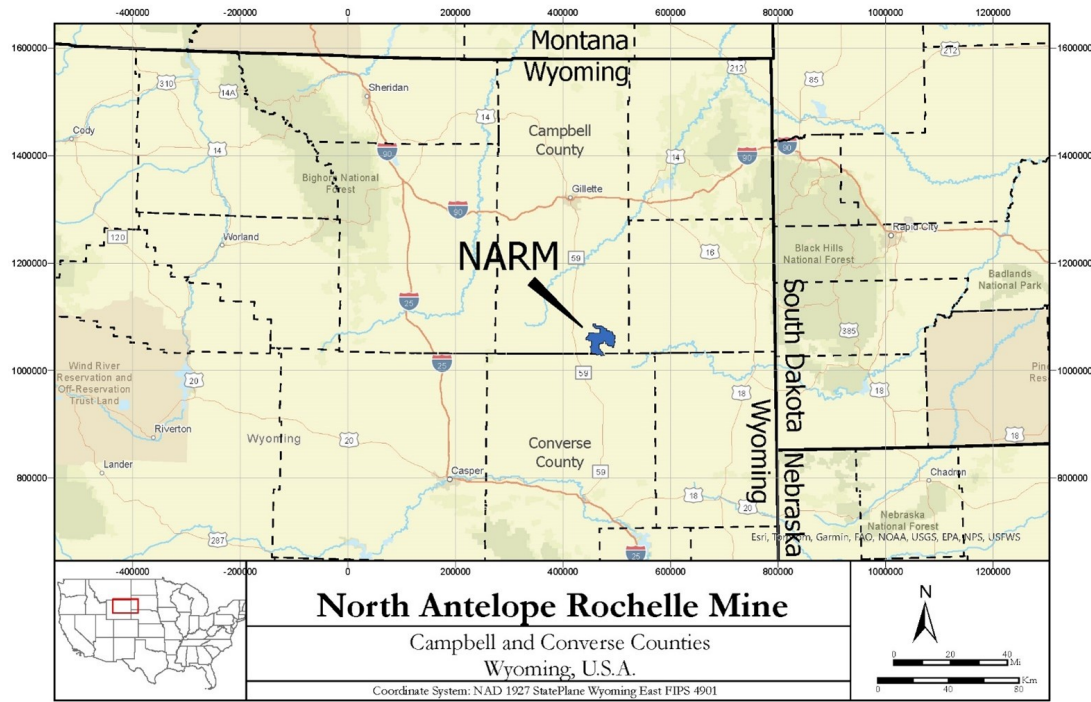 -400000 -200000 0 200000 400000 600000 800000 1000000 1200000
1600000 Montana 1600000
Wyoming
212
212
310
14A
85
Sheridan
Cody
14
14
Campbell
County
1400000
90
90
90
1400000
14
Bighorn National
Forest
Gillette
90
120
Worland
Rapid City
NARM
59
16
Black Hills
National Forest
1200000
1200000
Badlands
National Park
25
South Dakota
385
25
1000000
59
1000000
Wind River
Reservation and
Off-Reservation
Trust Land
20
18
18
Riverton
Wyoming
20
Converse
County
Wyoming
18
Lander
Casper
59
Nebraska
Chadron
800000
800000
18
20
Nebraska
National Forest
287
25
Esri, TomTom, Garmin, FAO, NOAA, USGS, EPA, NPS, USFWS
-400000 -200000 0 200000 400000 600000 800000 1000000 1200000
North Antelope Rochelle Mine
Campbell and Converse Counties
Wyoming, U.S.A.
Coordinate System: NAD 1927 StatePlane Wyoming East FIPS 4901
N
0 20 40
Mi
Km
0 40 80